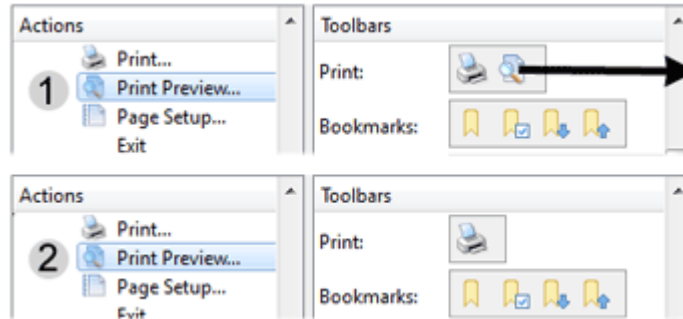 Actions
Print...
1
Print Preview...
Page Setup...
Exit
Toolbars
Print:
Bookmarks:
Actions
Print...
2
Print Preview...
Page Setup...
Exit
Toolbars
Print:
Bookmarks: